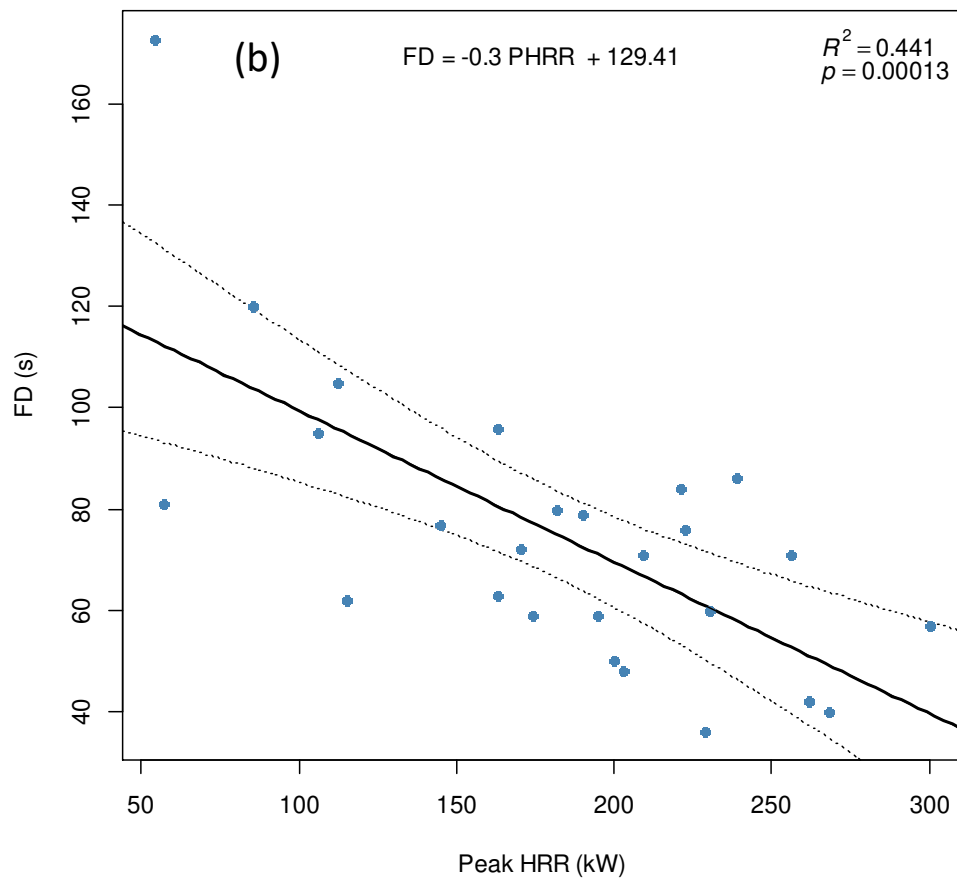 (b)
FD = -0.3 PHRR + 129.41
R² = 0.441
p = 0.00013
160
140
120
100
80
60
40
FD (s)
50 100 150 200 250 300
Peak HRR (kW)